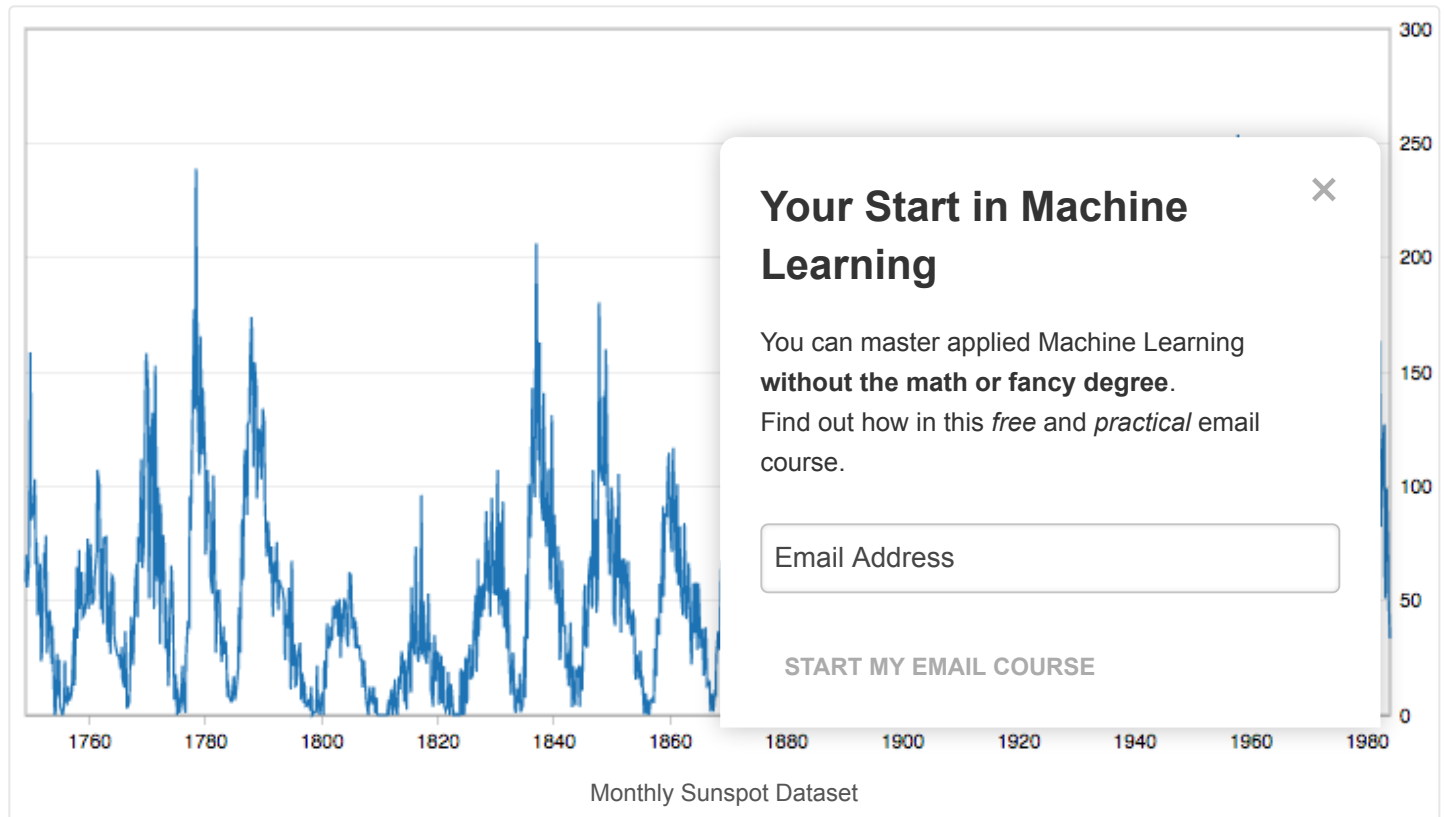 300
250
Your Start in Machine
Learning
×
200
You can master applied Machine Learning
without the math or fancy degree.
Find out how in this free and practical email
course.
150
100
Email Address
50
START MY EMAIL COURSE
0
1760 1780 1800 1820 1840 1860 1880 1900 1920 1940 1960 1980
Monthly Sunspot Dataset